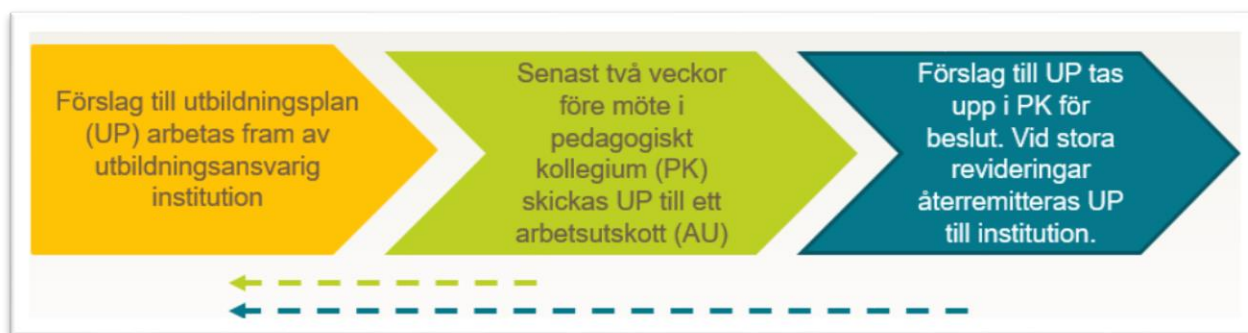 Förslag till utbildningsplan
(UP) arbetas fram av
utbildningsansvarig
institution
Senast två veckor
före möte i
pedagogiskt
kollegium (PK)
skickas UP till ett
arbetsutskott (AU)
Förslag till UP tas
upp i PK för
beslut. Vid stora
revideringar
återremitteras UP
till institution.